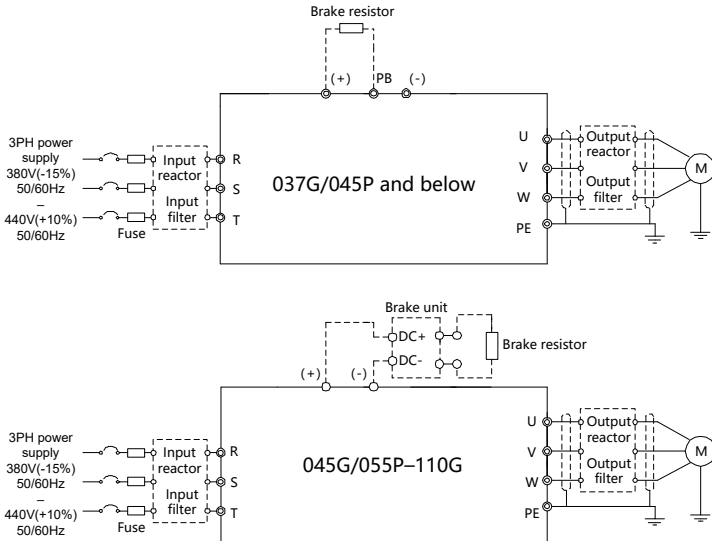 Brake resistor
(+)
PB
(-)
3PH power
supply
380V(-15%)
50/60Hz
–
440V(+10%)
50/60Hz
Fuse
Input
reactor
Input
filter
R
S
T
037G/045P and below
U
V
W
PE
Output
reactor
Output
filter
M
Brake unit
DC+
DC-
Brake resistor
(+)
(-)
3PH power
supply
380V(-15%)
50/60Hz
–
440V(+10%)
50/60Hz
Fuse
Input
reactor
Input
filter
R
S
T
045G/055P–110G
U
V
W
PE
Output
reactor
Output
filter
M